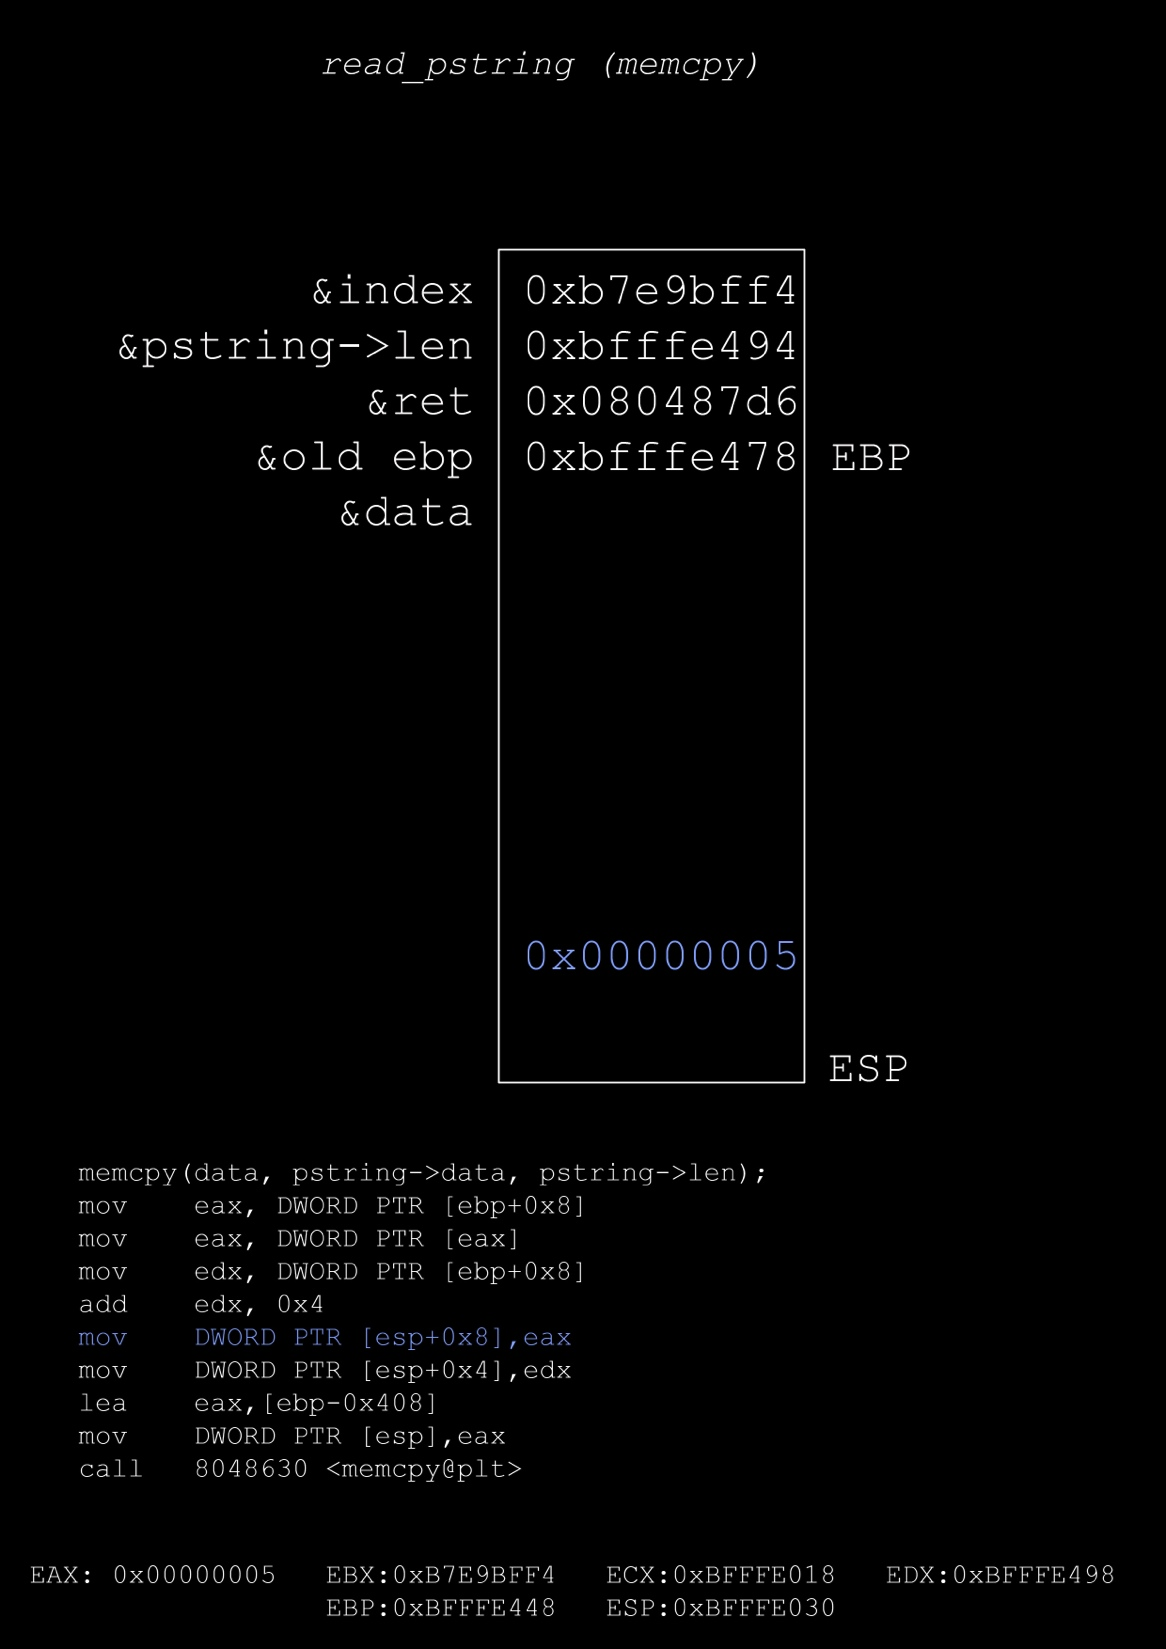 read_pstring (memcpy)
&index 0xb7e9bff4
&pstring->len 0xbfffe494
&ret 0x080487d6
&old ebp 0xbfffe478 EBP
&data
0x00000005
ESP
memcpy(data, pstring->data, pstring->len);
mov eax, DWORD PTR [ebp+0x8]
mov eax, DWORD PTR [eax]
mov edx, DWORD PTR [ebp+0x8]
add edx, 0x4
mov DWORD PTR [esp+0x8],eax
mov DWORD PTR [esp+0x4],edx
lea eax,[ebp-0x408]
mov DWORD PTR [esp],eax
call 8048630 <memcpy@plt>
EAX: 0x00000005 EBX:0xB7E9BFF4 ECX:0xBFFFE018 EDX:0xBFFFE498
EBP:0xBFFFE448 ESP:0xBFFFE030